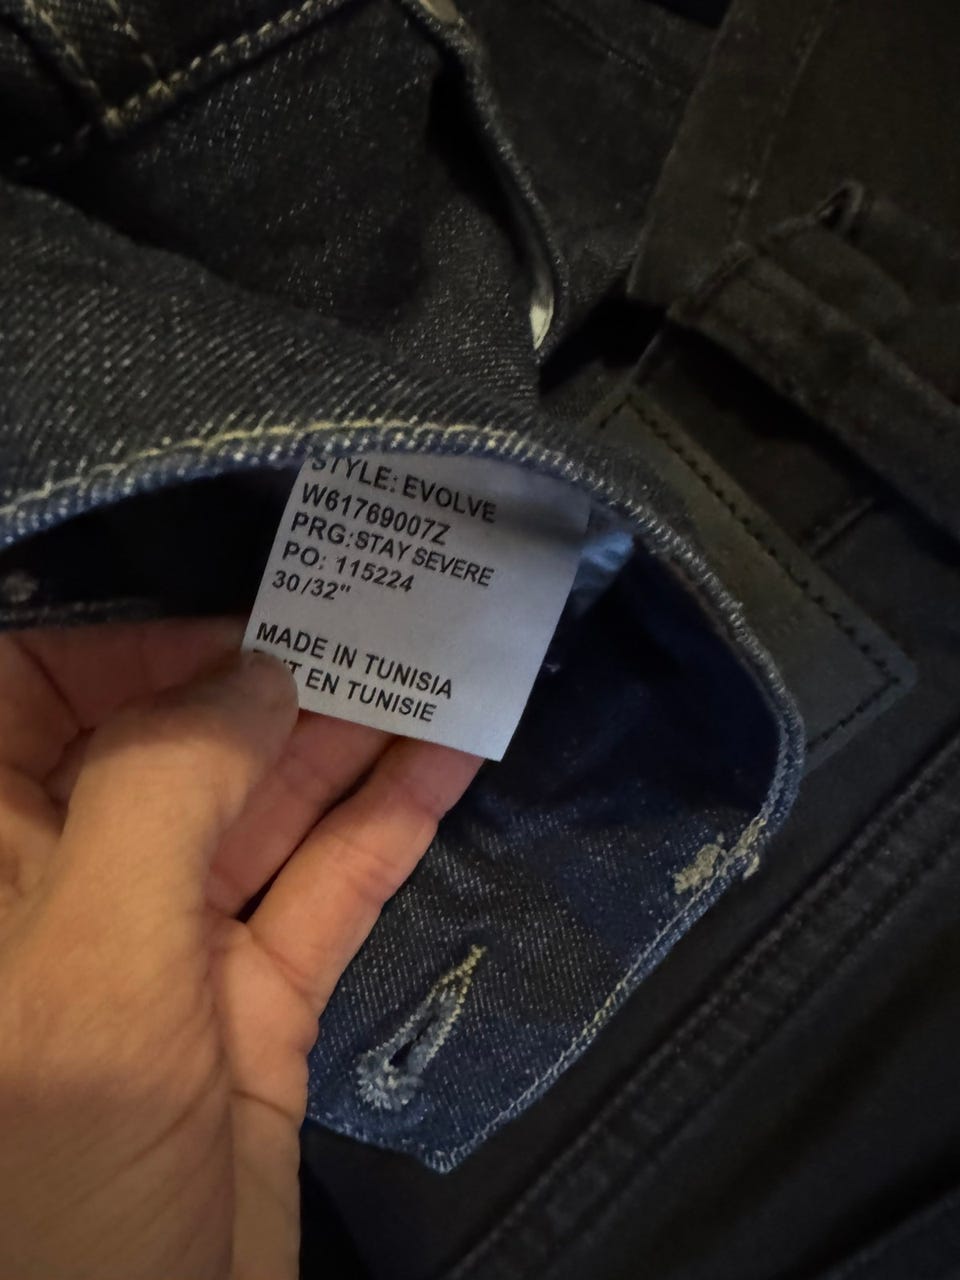 STYLE: EVOLVE
W61769007Z
PRG:STAY SEVERE
PO: 115224
30/32"
MADE IN TUNISIA
EN TUNISIE